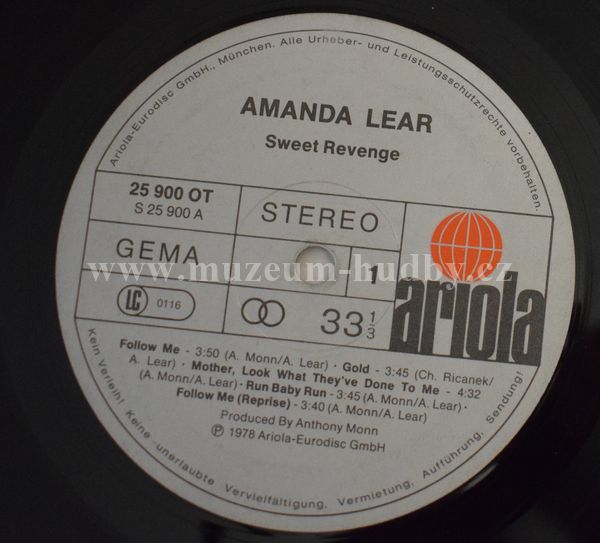 Ariola-Eurodisc GmbH., München. Alle Urheber- und Leistungsschutzrechte vorbehalten.
AMANDA LEAR
Sweet Revenge
25 900 OT
S 25 900 A
STEREO
GEMA
1
LC 0116
33 1/3
ariola
www.muzeum-hudby.cz
Follow Me - 3:50 (A. Monn/A. Lear) · Gold - 3:45 (Ch. Ricanek/
A. Lear) · Mother, Look What They've Done To Me - 4:32
(A. Monn/A. Lear) · Run Baby Run - 3:45 (A. Monn/A. Lear) ·
Follow Me (Reprise) - 3:40 (A. Monn/A. Lear)
Produced By Anthony Monn
℗ 1978 Ariola-Eurodisc GmbH
Kein Verleih! Keine unerlaubte Vervielfältigung, Vermietung, Aufführung, Sendung!